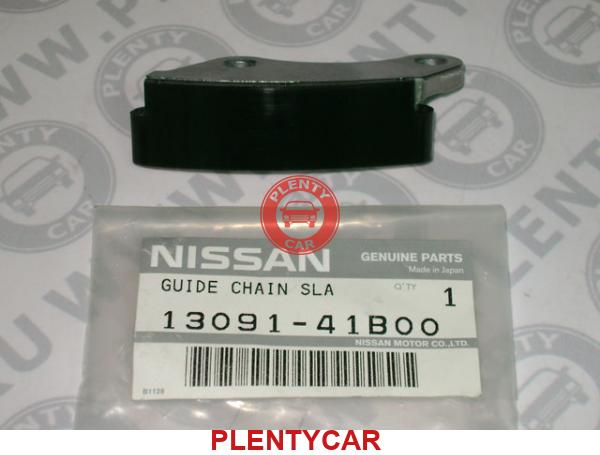 PLENTY
CAR
NISSAN
GENUINE PARTS
Made in Japan
GUIDE CHAIN SLA
Q'TY 1
13091-41B00
NISSAN MOTOR CO.,LTD.
B1128
PLENTYCAR